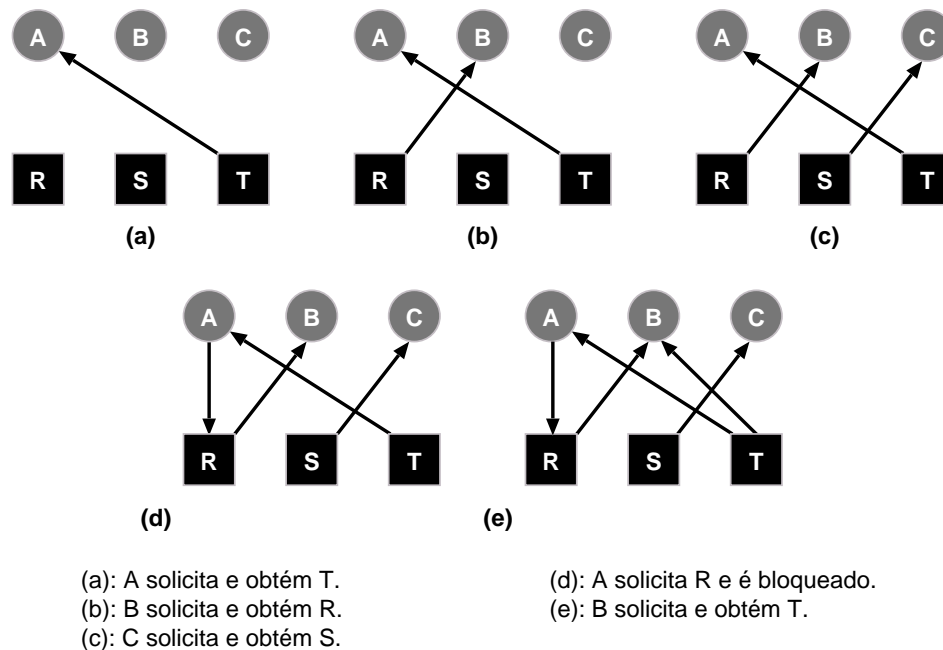 A B C A B C A B C
R S T R S T R S T
(a) (b) (c)
A B C A B C
R S T R S T
(d) (e)
(a): A solicita e obtém T.
(b): B solicita e obtém R.
(c): C solicita e obtém S.
(d): A solicita R e é bloqueado.
(e): B solicita e obtém T.